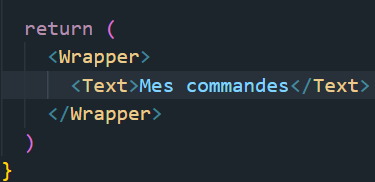 return (
<Wrapper>
<Text>Mes commandes</Text>
</Wrapper>
)
}